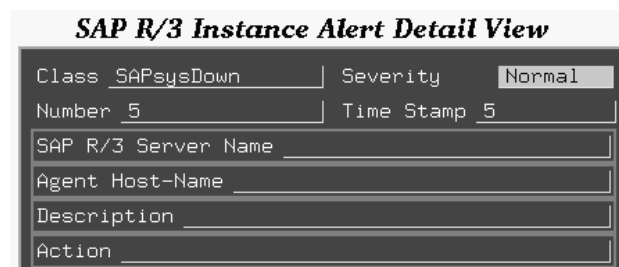 SAP R/3 Instance Alert Detail View
Class SAPsysDown Severity Normal
Number 5 Time Stamp 5
SAP R/3 Server Name
Agent Host-Name
Description
Action